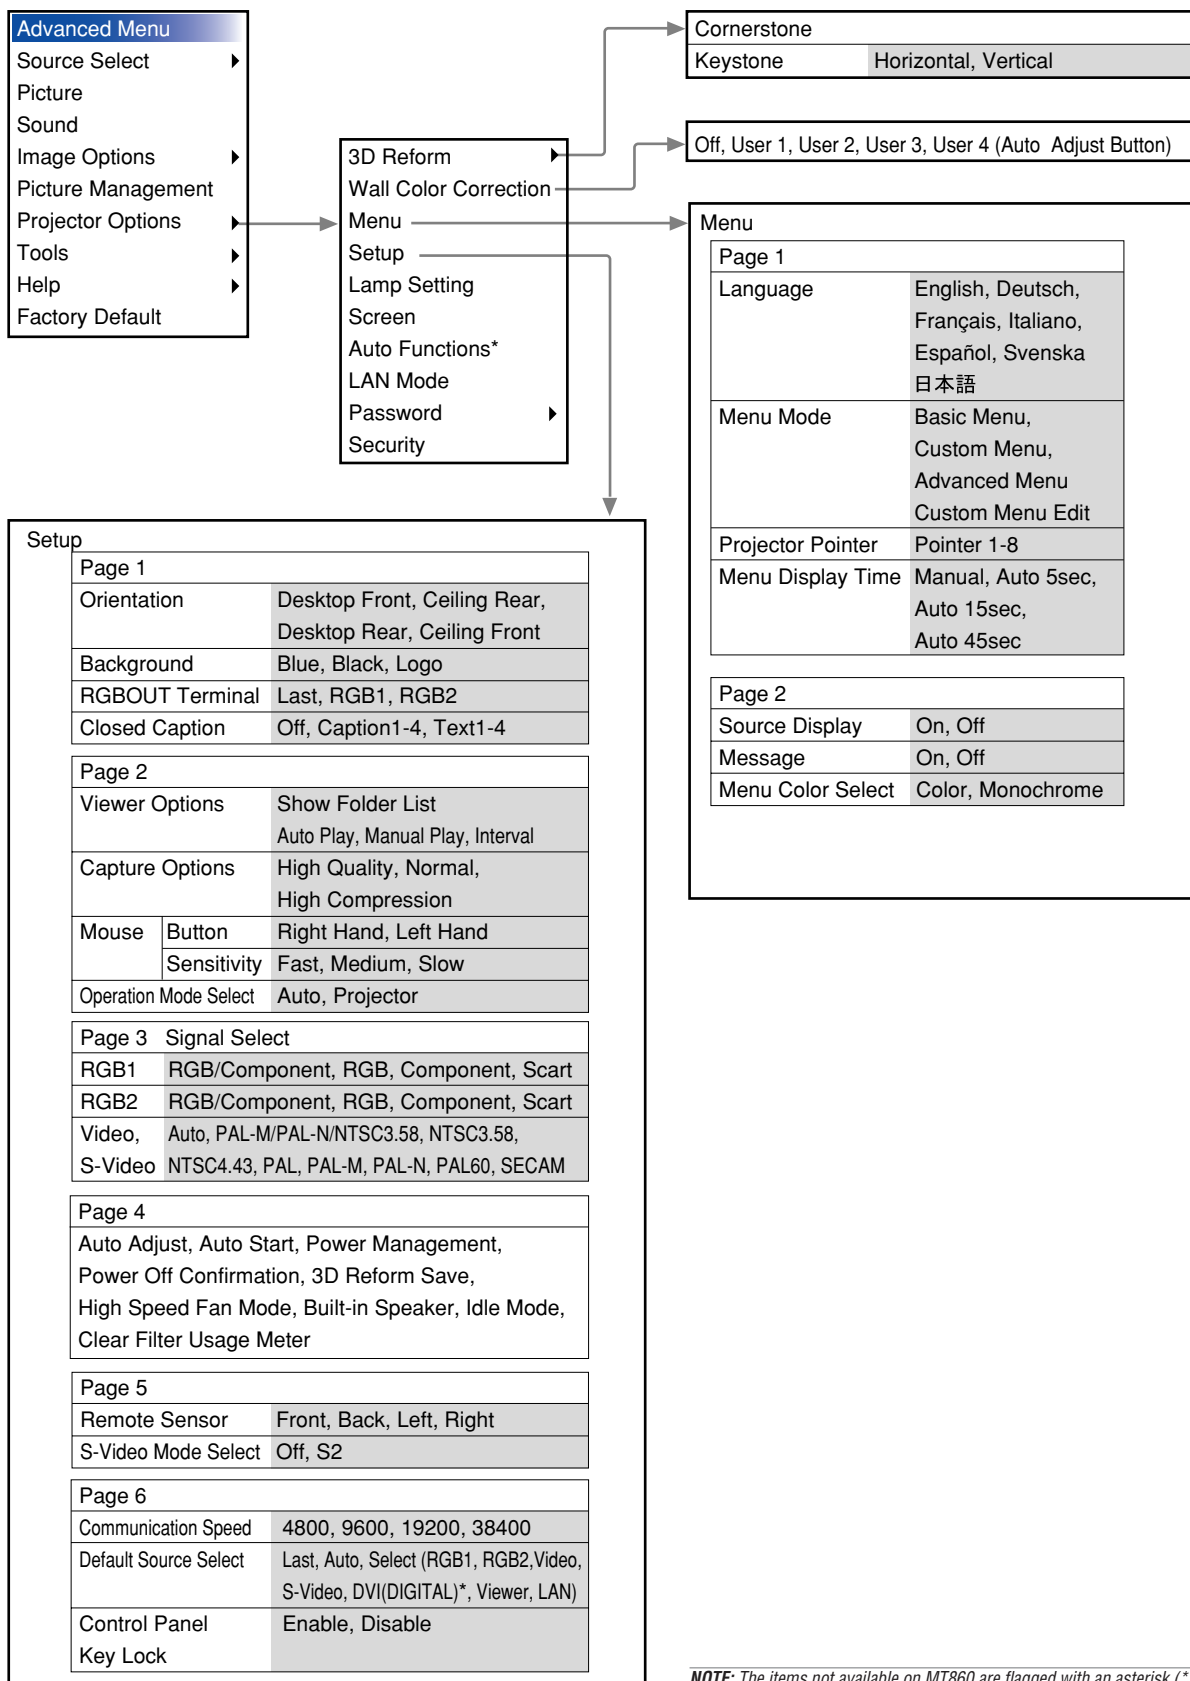 Advanced Menu
Source Select
Picture
Sound
Image Options
Picture Management
Projector Options
Tools
Help
Factory Default
3D Reform
Wall Color Correction
Menu
Setup
Lamp Setting
Screen
Auto Functions*
LAN Mode
Password
Security
Cornerstone
Keystone Horizontal, Vertical
Off, User 1, User 2, User 3, User 4 (Auto Adjust Button)
Menu
Page 1
Language English, Deutsch,
Français, Italiano,
Español, Svenska
日本語
Menu Mode Basic Menu,
Custom Menu,
Advanced Menu
Custom Menu Edit
Projector Pointer Pointer 1-8
Menu Display Time Manual, Auto 5sec,
Auto 15sec,
Auto 45sec
Page 2
Source Display On, Off
Message On, Off
Menu Color Select Color, Monochrome
Setup
Page 1
Orientation Desktop Front, Ceiling Rear,
Desktop Rear, Ceiling Front
Background Blue, Black, Logo
RGBOUT Terminal Last, RGB1, RGB2
Closed Caption Off, Caption1-4, Text1-4
Page 2
Viewer Options Show Folder List
Auto Play, Manual Play, Interval
Capture Options High Quality, Normal,
High Compression
Mouse Button Right Hand, Left Hand
Sensitivity Fast, Medium, Slow
Operation Mode Select Auto, Projector
Page 3 Signal Select
RGB1 RGB/Component, RGB, Component, Scart
RGB2 RGB/Component, RGB, Component, Scart
Video, Auto, PAL-M/PAL-N/NTSC3.58, NTSC3.58,
S-Video NTSC4.43, PAL, PAL-M, PAL-N, PAL60, SECAM
Page 4
Auto Adjust, Auto Start, Power Management,
Power Off Confirmation, 3D Reform Save,
High Speed Fan Mode, Built-in Speaker, Idle Mode,
Clear Filter Usage Meter
Page 5
Remote Sensor Front, Back, Left, Right
S-Video Mode Select Off, S2
Page 6
Communication Speed 4800, 9600, 19200, 38400
Default Source Select Last, Auto, Select (RGB1, RGB2,Video,
S-Video, DVI(DIGITAL)*, Viewer, LAN)
Control Panel Enable, Disable
Key Lock
NOTE: The items not available on MT860 are flagged with an asterisk (*